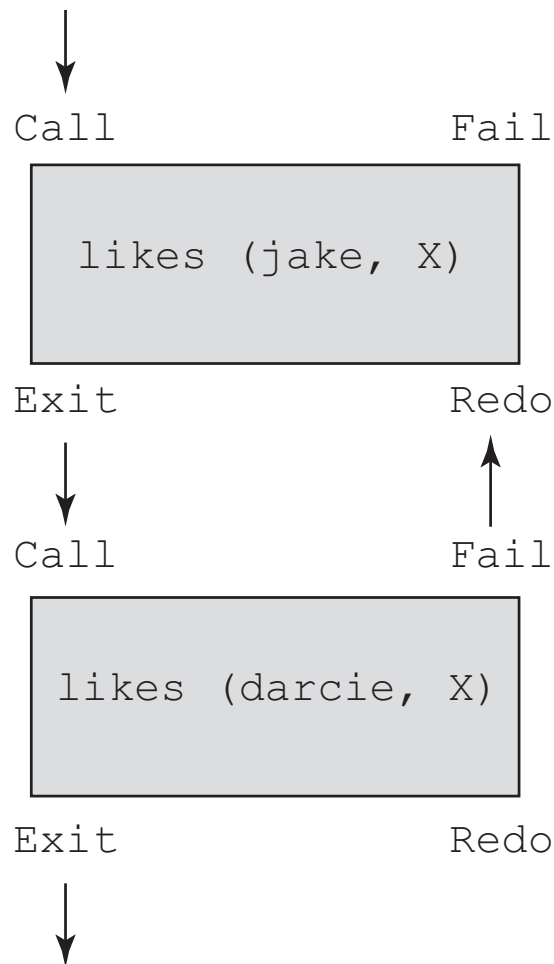 Call Fail
likes (jake, X)
Exit Redo
Call Fail
likes (darcie, X)
Exit Redo